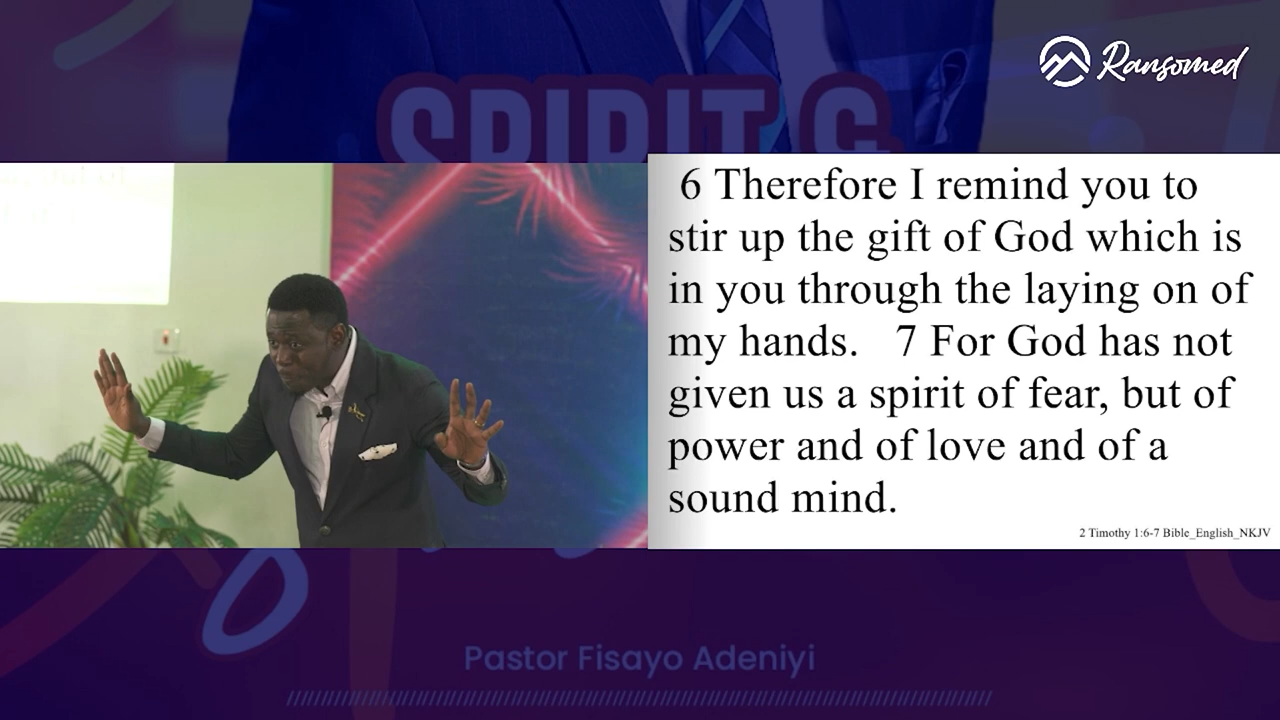 Ransomed
SPIRIT
6 Therefore I remind you to
stir up the gift of God which is
in you through the laying on of
my hands. 7 For God has not
given us a spirit of fear, but of
power and of love and of a
sound mind.
2 Timothy 1:6-7 Bible_English_NKJV
Pastor Fisayo Adeniyi